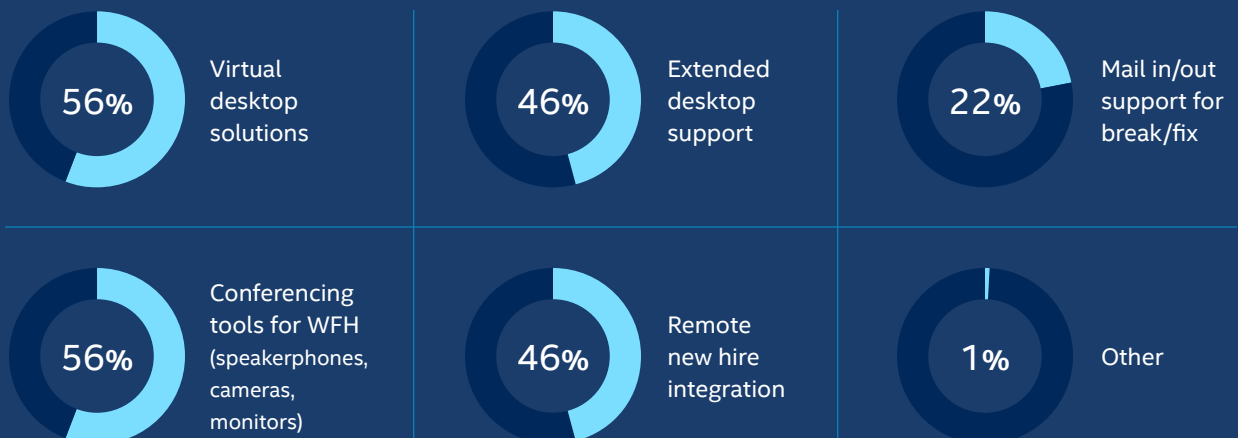 56%
Virtual
desktop
solutions
46%
Extended
desktop
support
22%
Mail in/out
support for
break/fix
56%
Conferencing
tools for WFH
(speakerphones,
cameras,
monitors)
46%
Remote
new hire
integration
1%
Other